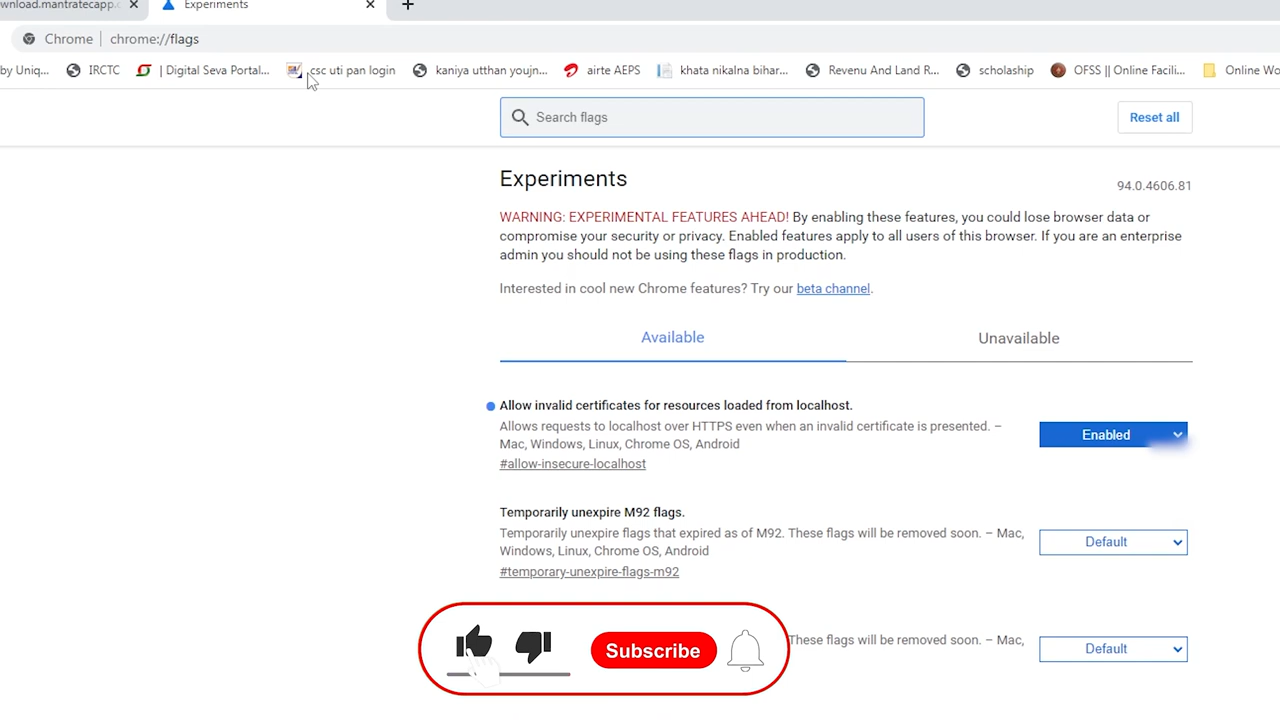 wnload.mantratecapp.c
Experiments
Chrome
chrome://flags
by Uniq...
IRCTC
| Digital Seva Portal...
csc uti pan login
kaniya utthan youjn...
airte AEPS
khata nikalna bihar...
Revenu And Land R...
scholaship
OFSS || Online Facili...
Online Wo
Search flags
Reset all
Experiments
94.0.4606.81
WARNING: EXPERIMENTAL FEATURES AHEAD! By enabling these features, you could lose browser data or
compromise your security or privacy. Enabled features apply to all users of this browser. If you are an enterprise
admin you should not be using these flags in production.
Interested in cool new Chrome features? Try our beta channel.
Available
Unavailable
Allow invalid certificates for resources loaded from localhost.
Allows requests to localhost over HTTPS even when an invalid certificate is presented. –
Mac, Windows, Linux, Chrome OS, Android
#allow-insecure-localhost
Enabled
Temporarily unexpire M92 flags.
Temporarily unexpire flags that expired as of M92. These flags will be removed soon. – Mac,
Windows, Linux, Chrome OS, Android
#temporary-unexpire-flags-m92
Default
These flags will be removed soon. – Mac,
Default
Subscribe